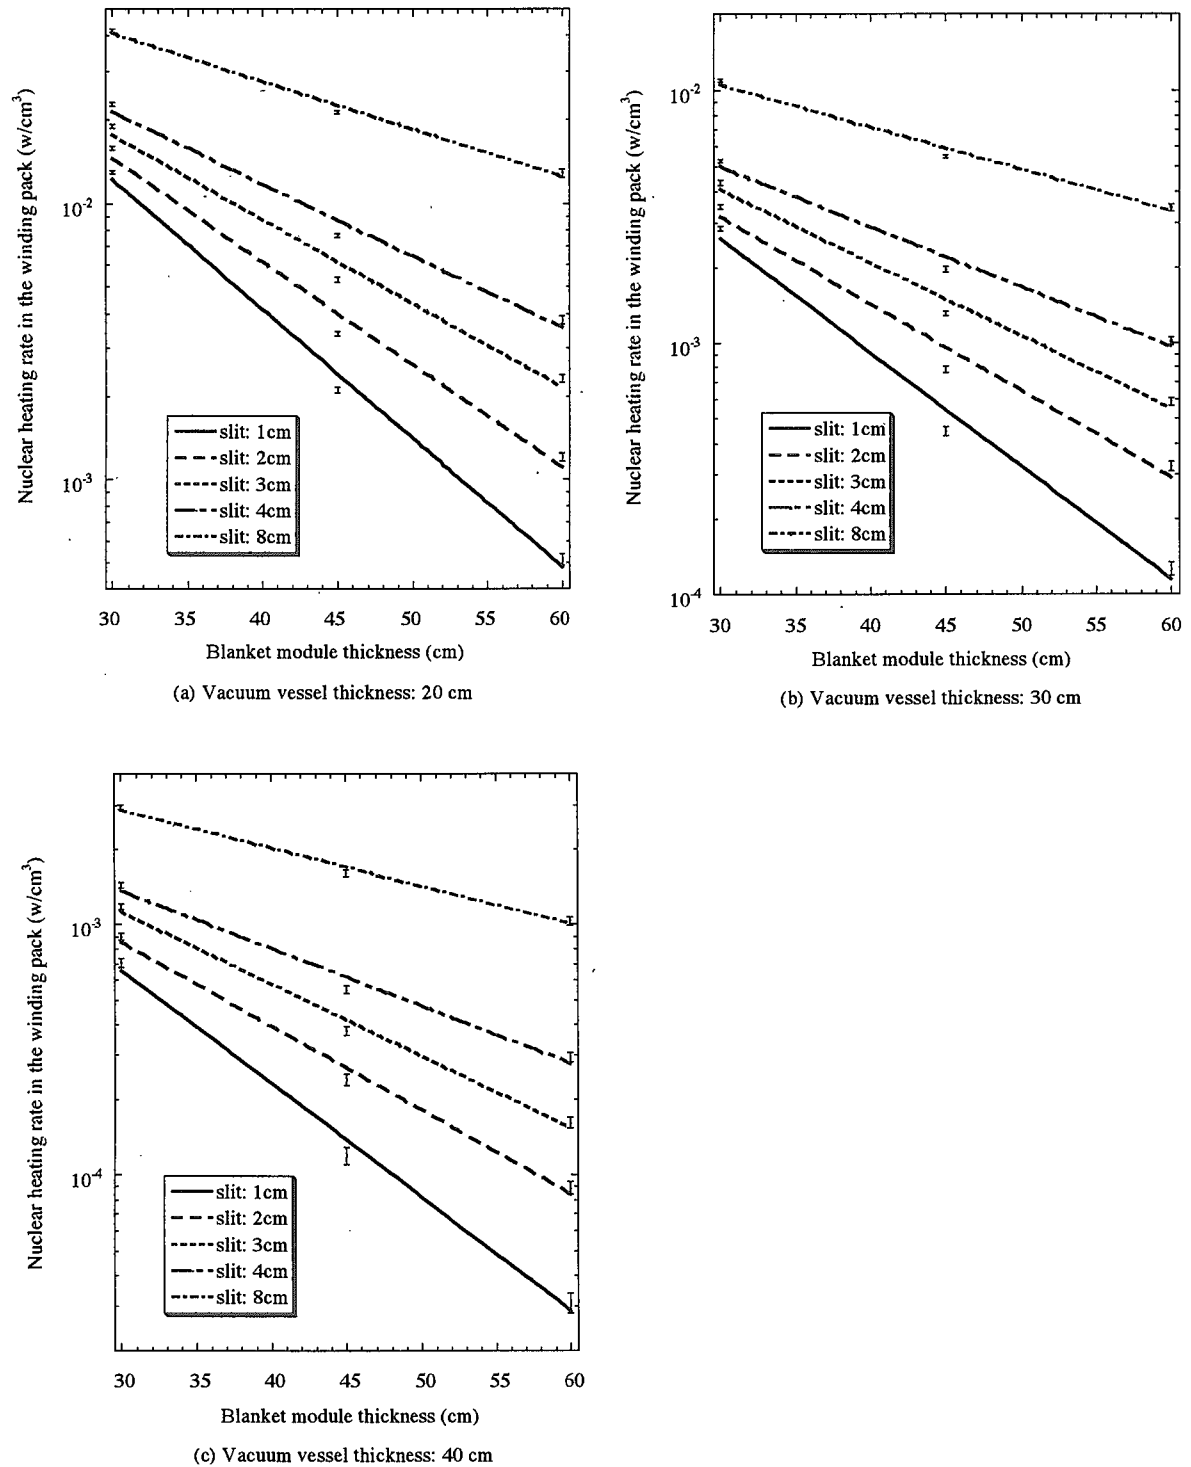 Nuclear heating rate in the winding pack (w/cm³)
10⁻²
10⁻³
slit: 1cm
slit: 2cm
slit: 3cm
slit: 4cm
slit: 8cm
30 35 40 45 50 55 60
Blanket module thickness (cm)
(a) Vacuum vessel thickness: 20 cm
Nuclear heating rate in the winding pack (w/cm³)
10⁻²
10⁻³
10⁻⁴
slit: 1cm
slit: 2cm
slit: 3cm
slit: 4cm
slit: 8cm
30 35 40 45 50 55 60
Blanket module thickness (cm)
(b) Vacuum vessel thickness: 30 cm
Nuclear heating rate in the winding pack (w/cm³)
10⁻³
10⁻⁴
slit: 1cm
slit: 2cm
slit: 3cm
slit: 4cm
slit: 8cm
30 35 40 45 50 55 60
Blanket module thickness (cm)
(c) Vacuum vessel thickness: 40 cm